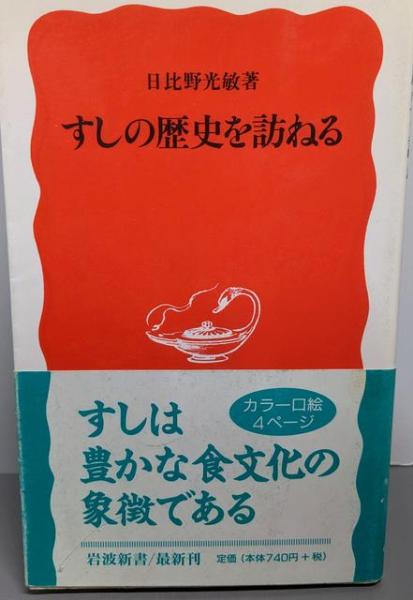 日比野光敏著
すしの歴史を訪ねる
カラー口絵
4ページ
すしは
豊かな食文化の
象徴である
岩波新書/最新刊
定価(本体740円+税)